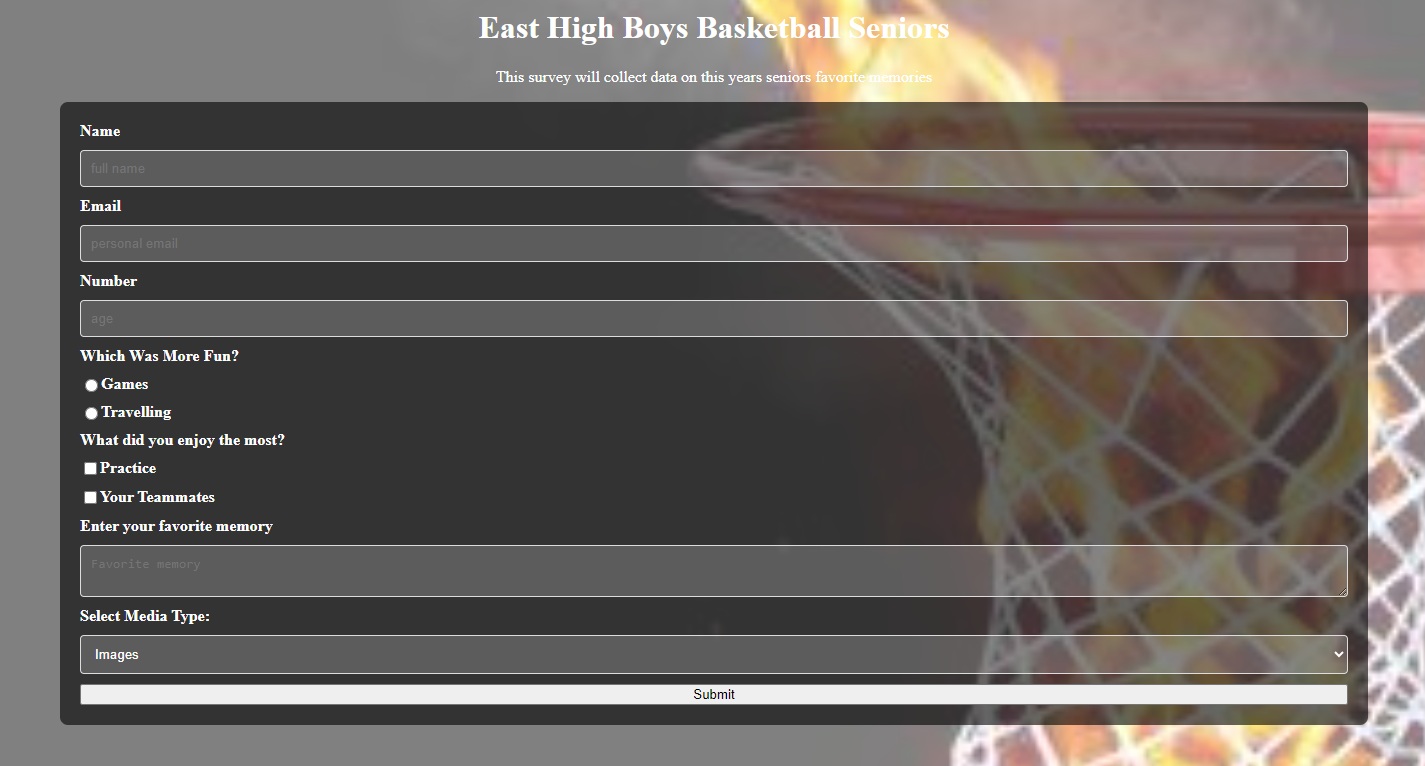 East High Boys Basketball Seniors
This survey will collect data on this years seniors favorite memories
Name
full name
Email
personal email
Number
age
Which Was More Fun?
Games
Travelling
What did you enjoy the most?
Practice
Your Teammates
Enter your favorite memory
Favorite memory
Select Media Type:
Images
Submit